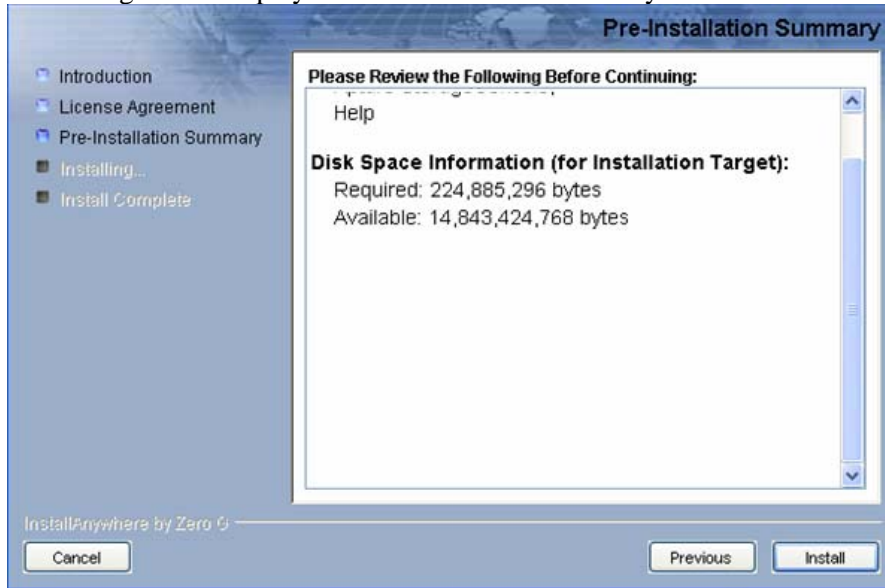 Pre-Installation Summary
Introduction
License Agreement
Pre-Installation Summary
Installing...
Install Complete
Please Review the Following Before Continuing:
Help
Disk Space Information (for Installation Target):
Required: 224,885,296 bytes
Available: 14,843,424,768 bytes
InstallAnywhere by Zero G
Cancel
Previous
Install